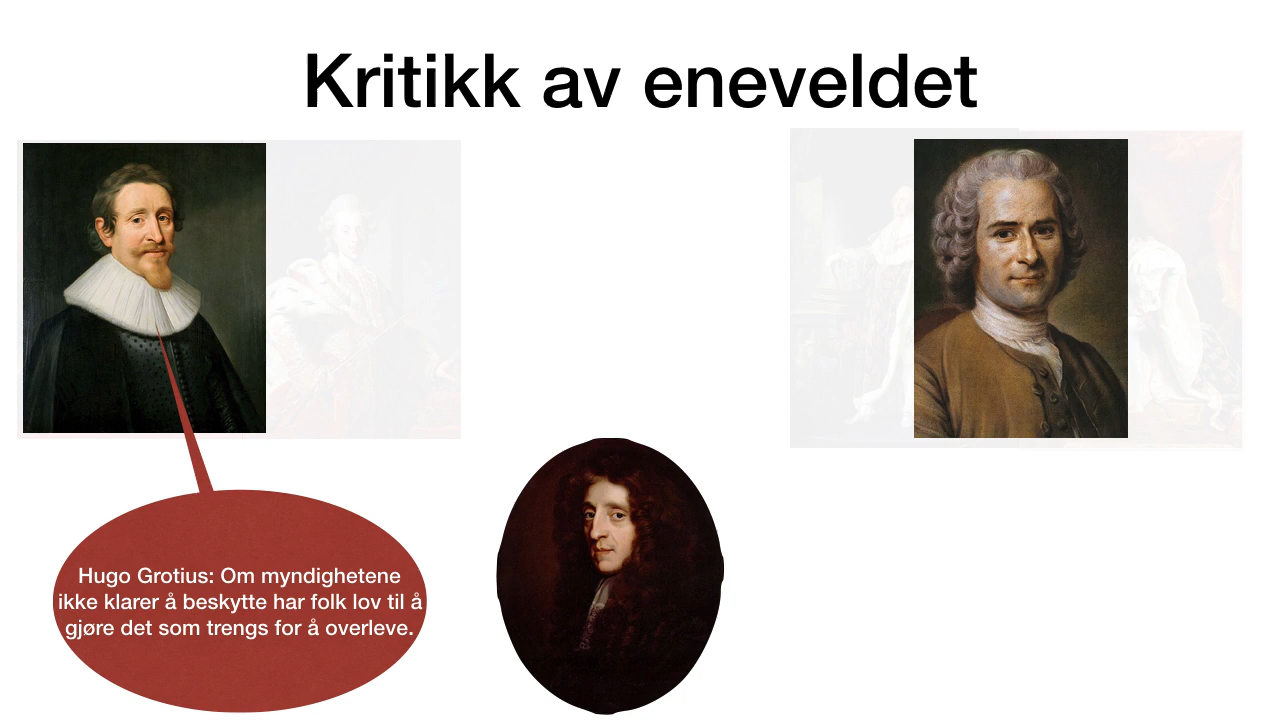 Kritikk av eneveldet
Hugo Grotius: Om myndighetene
ikke klarer å beskytte har folk lov til å
gjøre det som trengs for å overleve.